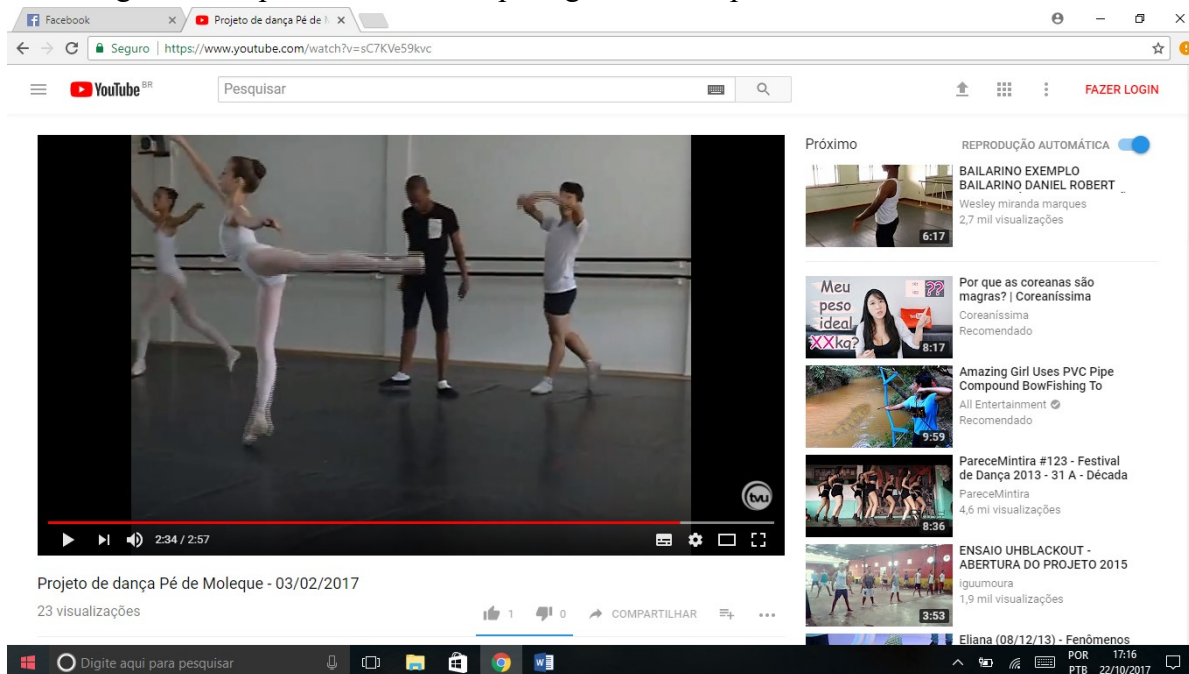 Facebook
Projeto de dança Pé de
Seguro | https://www.youtube.com/watch?v=sC7KVe59kvc
YouTube BR
Pesquisar
FAZER LOGIN
tvu
2:34 / 2:57
Projeto de dança Pé de Moleque - 03/02/2017
23 visualizações
1
0
COMPARTILHAR
Próximo
REPRODUÇÃO AUTOMÁTICA
6:17
BAILARINO EXEMPLO
BAILARINO DANIEL ROBERT
Wesley miranda marques
2,7 mil visualizações
Meu
peso
ideal
XXkg?
??
8:17
Por que as coreanas são
magras? | Coreaníssima
Coreaníssima
Recomendado
9:59
Amazing Girl Uses PVC Pipe
Compound BowFishing To
All Entertainment
Recomendado
8:36
PareceMintira #123 - Festival
de Dança 2013 - 31 A - Década
PareceMintira
4,6 mi visualizações
3:53
ENSAIO UHBLACKOUT -
ABERTURA DO PROJETO 2015
iguumoura
1,9 mil visualizações
Eliana (08/12/13) - Fenômenos
Digite aqui para pesquisar
POR
PTB
17:16
22/10/2017